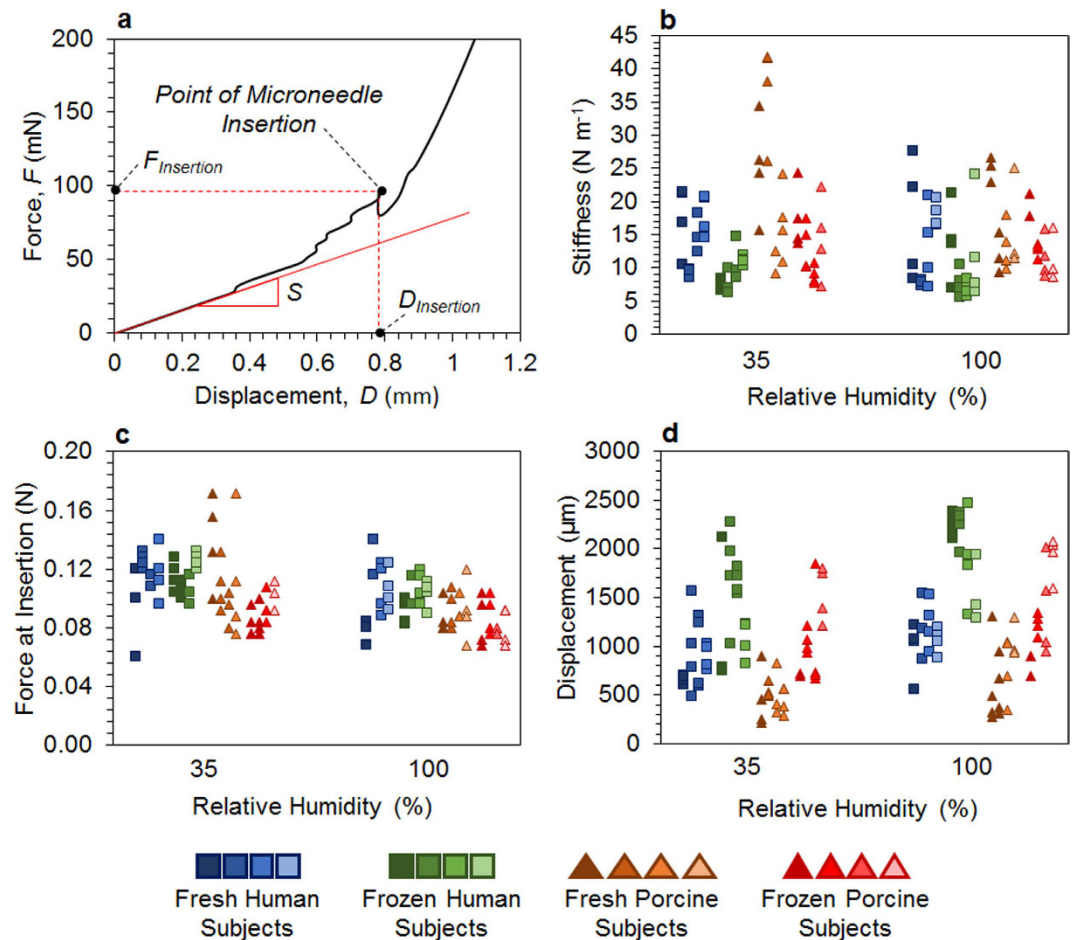 a
200
150
100
50
0
Force, F (mN)
Point of Microneedle
Insertion
F Insertion
S
D Insertion
0 0.2 0.4 0.6 0.8 1 1.2
Displacement, D (mm)
b
45
40
35
30
25
20
15
10
5
0
Stiffness (N m-1)
35 100
Relative Humidity (%)
c
0.20
0.16
0.12
0.08
0.04
0.00
Force at Insertion (N)
35 100
Relative Humidity (%)
d
3000
2500
2000
1500
1000
500
0
Displacement (µm)
35 100
Relative Humidity (%)
Fresh Human
Subjects
Frozen Human
Subjects
Fresh Porcine
Subjects
Frozen Porcine
Subjects